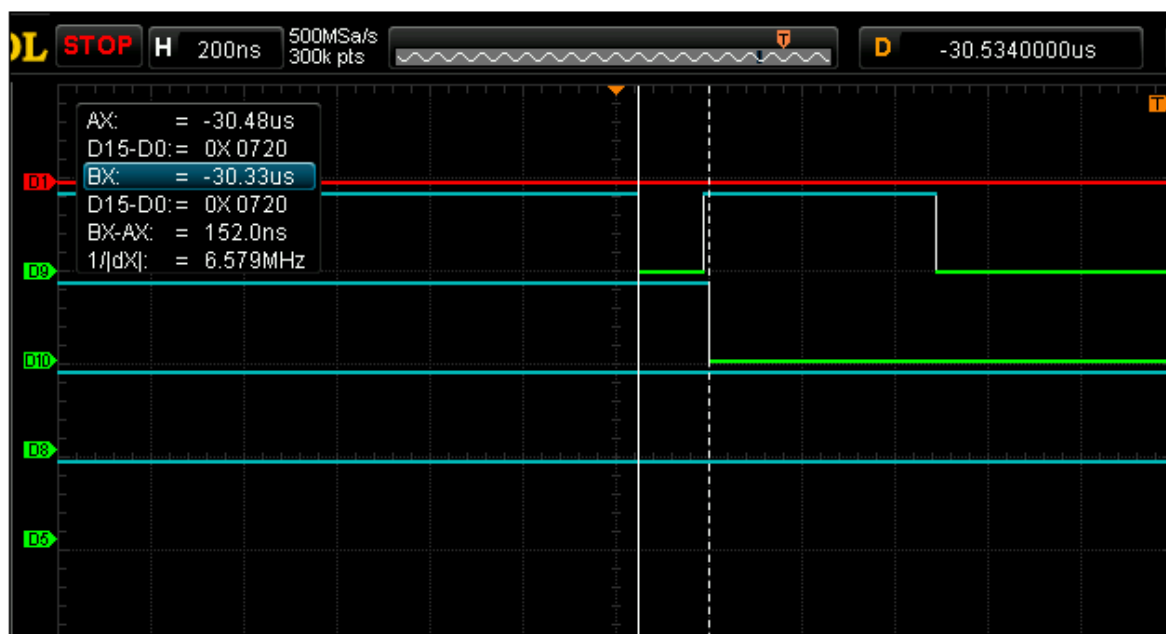 OL STOP H 200ns 500MSa/s 300k pts T D -30.5340000us
T
AX: = -30.48us
D15-D0: = 0X 0720
BX: = -30.33us
D15-D0: = 0X 0720
BX-AX: = 152.0ns
1/|dX|: = 6.579MHz
D1
D9
D10
D8
D5